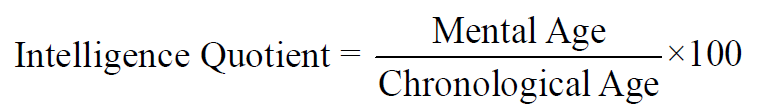 Intelligence Quotient = Mental Age / Chronological Age ×100